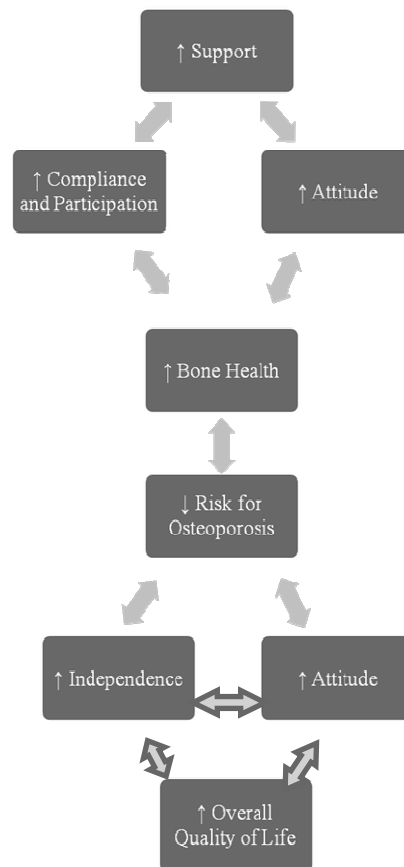 ↑ Support
↑ Compliance
and Participation
↑ Attitude
↑ Bone Health
↓ Risk for
Osteoporosis
↑ Independence
↑ Attitude
↑ Overall
Quality of Life